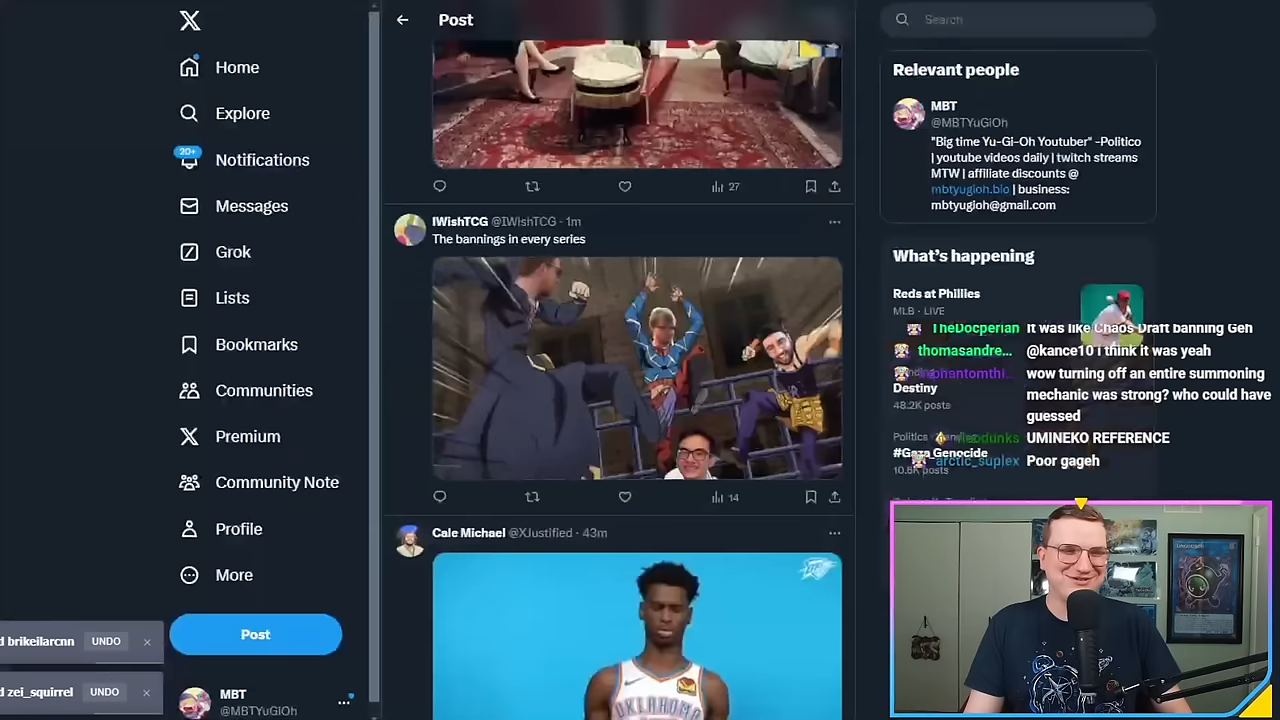 Post
Search
Home
Explore
20+
Notifications
Messages
Grok
Lists
Bookmarks
Communities
Premium
Community Note
Profile
More
Post
d brikeilarcnn UNDO ×
d zei_squirrel UNDO ×
MBT
@MBTYuGiOh
27
IWishTCG @IWishTCG · 1m
The bannings in every series
14
Cale Michael @XJustified · 43m
OKLAHOMA
Relevant people
MBT
@MBTYuGiOh
"Big time Yu-Gi-Oh Youtuber" -Politico
| youtube videos daily | twitch streams
MTW | affiliate discounts @
mbtyugioh.bio | business:
mbtyugioh@gmail.com
What's happening
Reds at Phillies
MLB · LIVE
TheDocperian It was like Chaos Draft banning Geh
thomasandre... @kance10 i think it was yeah
wow turning off an entire summoning
mechanic was strong? who could have
guessed
Destiny
48.2K posts
UMINEKO REFERENCE
#Gaza Genocide
arctic_suplex Poor gageh
10.6K posts